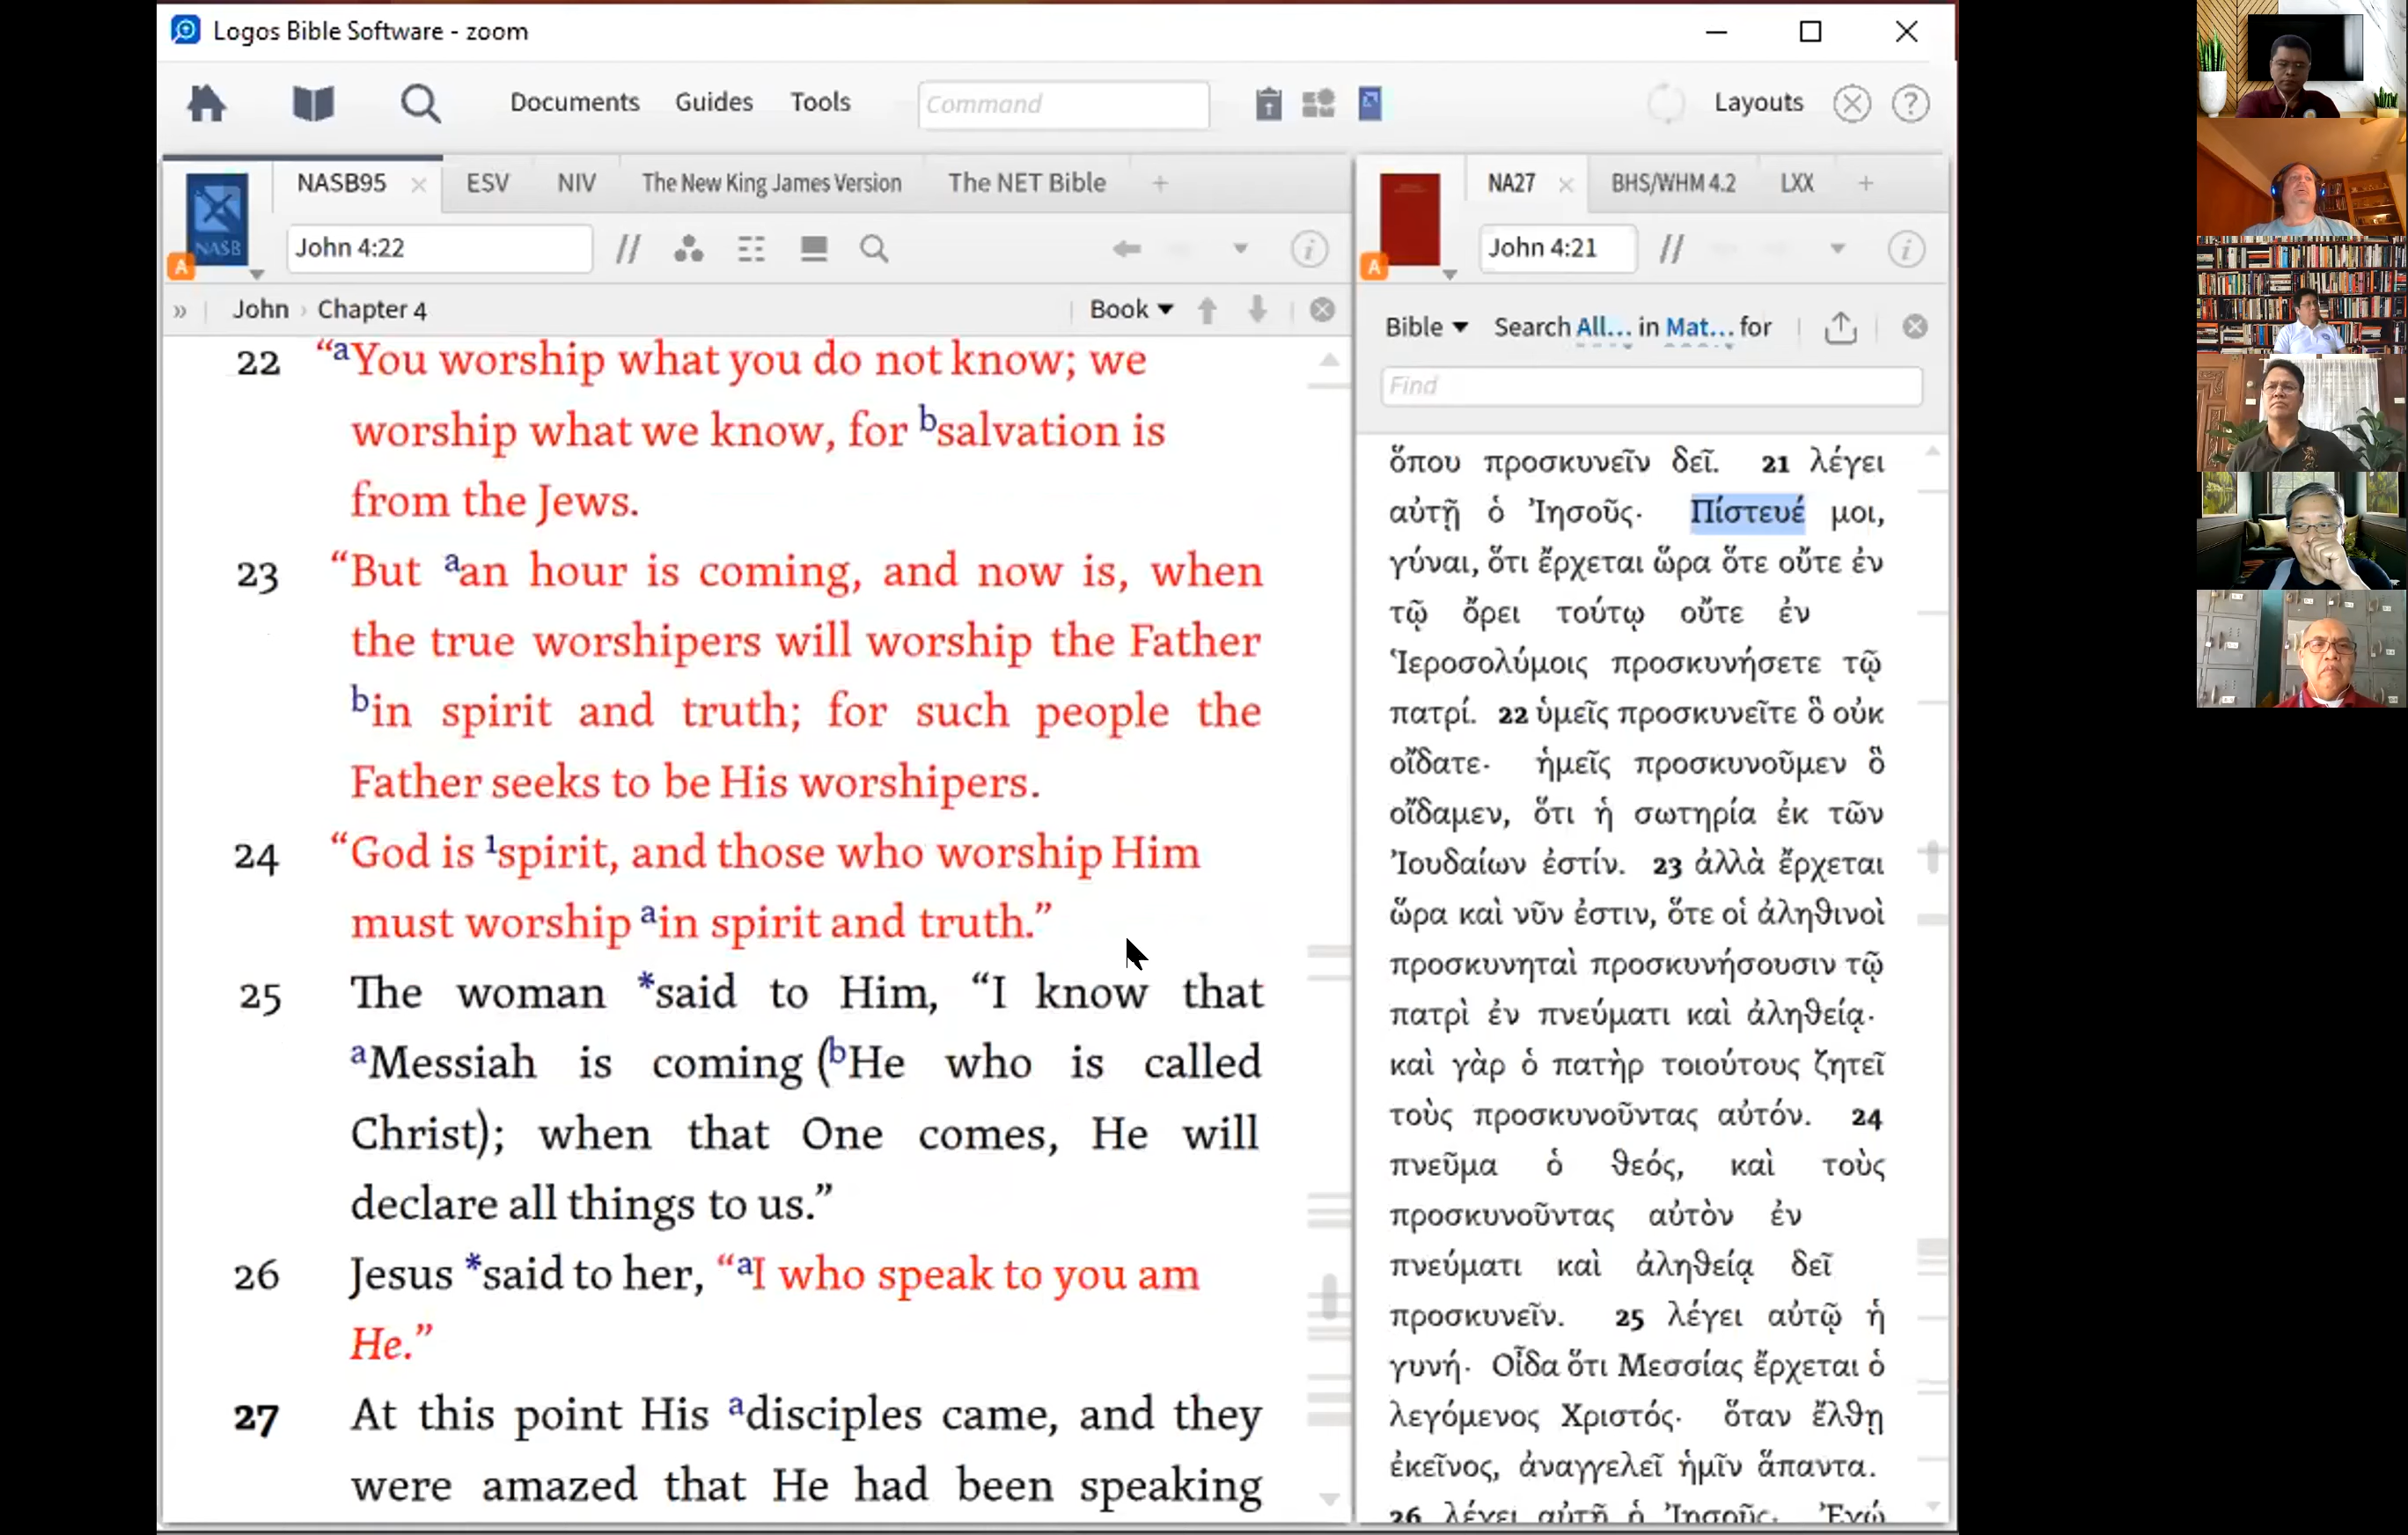 Logos Bible Software - zoom
Documents Guides Tools Command Layouts
NASB95 ESV NIV The New King James Version The NET Bible
NASB
A
John 4:22
» John › Chapter 4 Book
22 “aYou worship what you do not know; we
worship what we know, for bsalvation is
from the Jews.
23 “But aan hour is coming, and now is, when
the true worshipers will worship the Father
bin spirit and truth; for such people the
Father seeks to be His worshipers.
24 “God is 1spirit, and those who worship Him
must worship ain spirit and truth.”
25 The woman *said to Him, “I know that
aMessiah is coming (bHe who is called
Christ); when that One comes, He will
declare all things to us.”
26 Jesus *said to her, “aI who speak to you am
He.”
27 At this point His adisciples came, and they
were amazed that He had been speaking
NA27 BHS/WHM 4.2 LXX
A
John 4:21
Bible Search All... in Mat... for
Find
ὅπου προσκυνεῖν δεῖ. 21 λέγει
αὐτῇ ὁ Ἰησοῦς· Πίστευέ μοι,
γύναι, ὅτι ἔρχεται ὥρα ὅτε οὔτε ἐν
τῷ ὄρει τούτῳ οὔτε ἐν
Ἱεροσολύμοις προσκυνήσετε τῷ
πατρί. 22 ὑμεῖς προσκυνεῖτε ὃ οὐκ
οἴδατε· ἡμεῖς προσκυνοῦμεν ὃ
οἴδαμεν, ὅτι ἡ σωτηρία ἐκ τῶν
Ἰουδαίων ἐστίν. 23 ἀλλὰ ἔρχεται
ὥρα καὶ νῦν ἐστιν, ὅτε οἱ ἀληθινοὶ
προσκυνηταὶ προσκυνήσουσιν τῷ
πατρὶ ἐν πνεύματι καὶ ἀληθείᾳ·
καὶ γὰρ ὁ πατὴρ τοιούτους ζητεῖ
τοὺς προσκυνοῦντας αὐτόν. 24
πνεῦμα ὁ θεός, καὶ τοὺς
προσκυνοῦντας αὐτὸν ἐν
πνεύματι καὶ ἀληθείᾳ δεῖ
προσκυνεῖν. 25 λέγει αὐτῷ ἡ
γυνή· Οἶδα ὅτι Μεσσίας ἔρχεται ὁ
λεγόμενος Χριστός· ὅταν ἔλθῃ
ἐκεῖνος, ἀναγγελεῖ ἡμῖν ἅπαντα.
26 λέγει αὐτῇ ὁ Ἰησοῦς· Ἐγώ